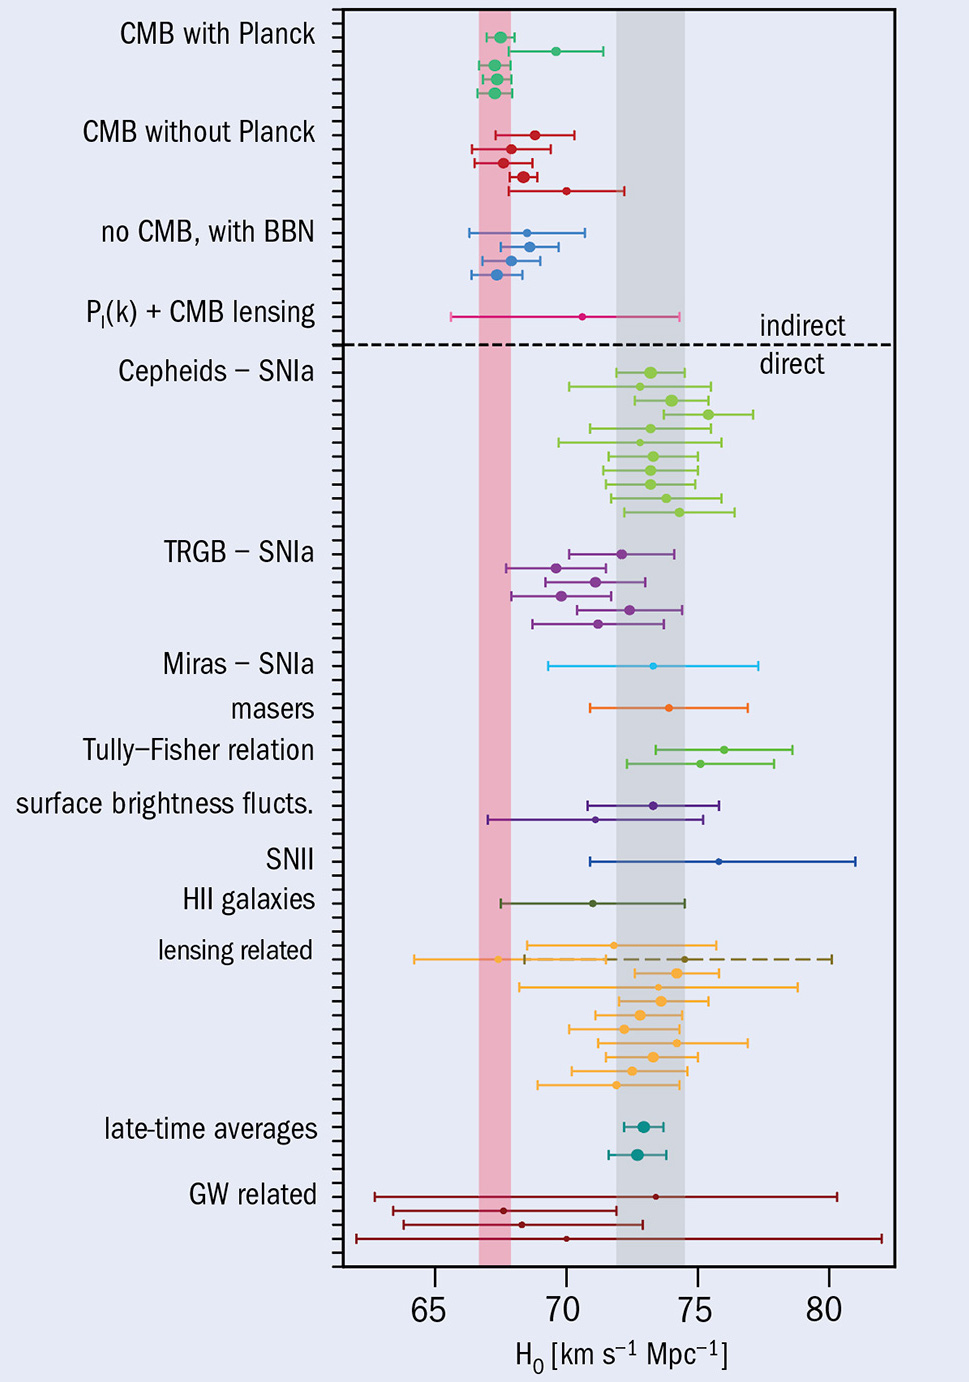 CMB with Planck
CMB without Planck
no CMB, with BBN
Pₗ(k) + CMB lensing
indirect
direct
Cepheids – SNIa
TRGB – SNIa
Miras – SNIa
masers
Tully–Fisher relation
surface brightness flucts.
SNII
HII galaxies
lensing related
late-time averages
GW related
65 70 75 80
H₀ [km s⁻¹ Mpc⁻¹]